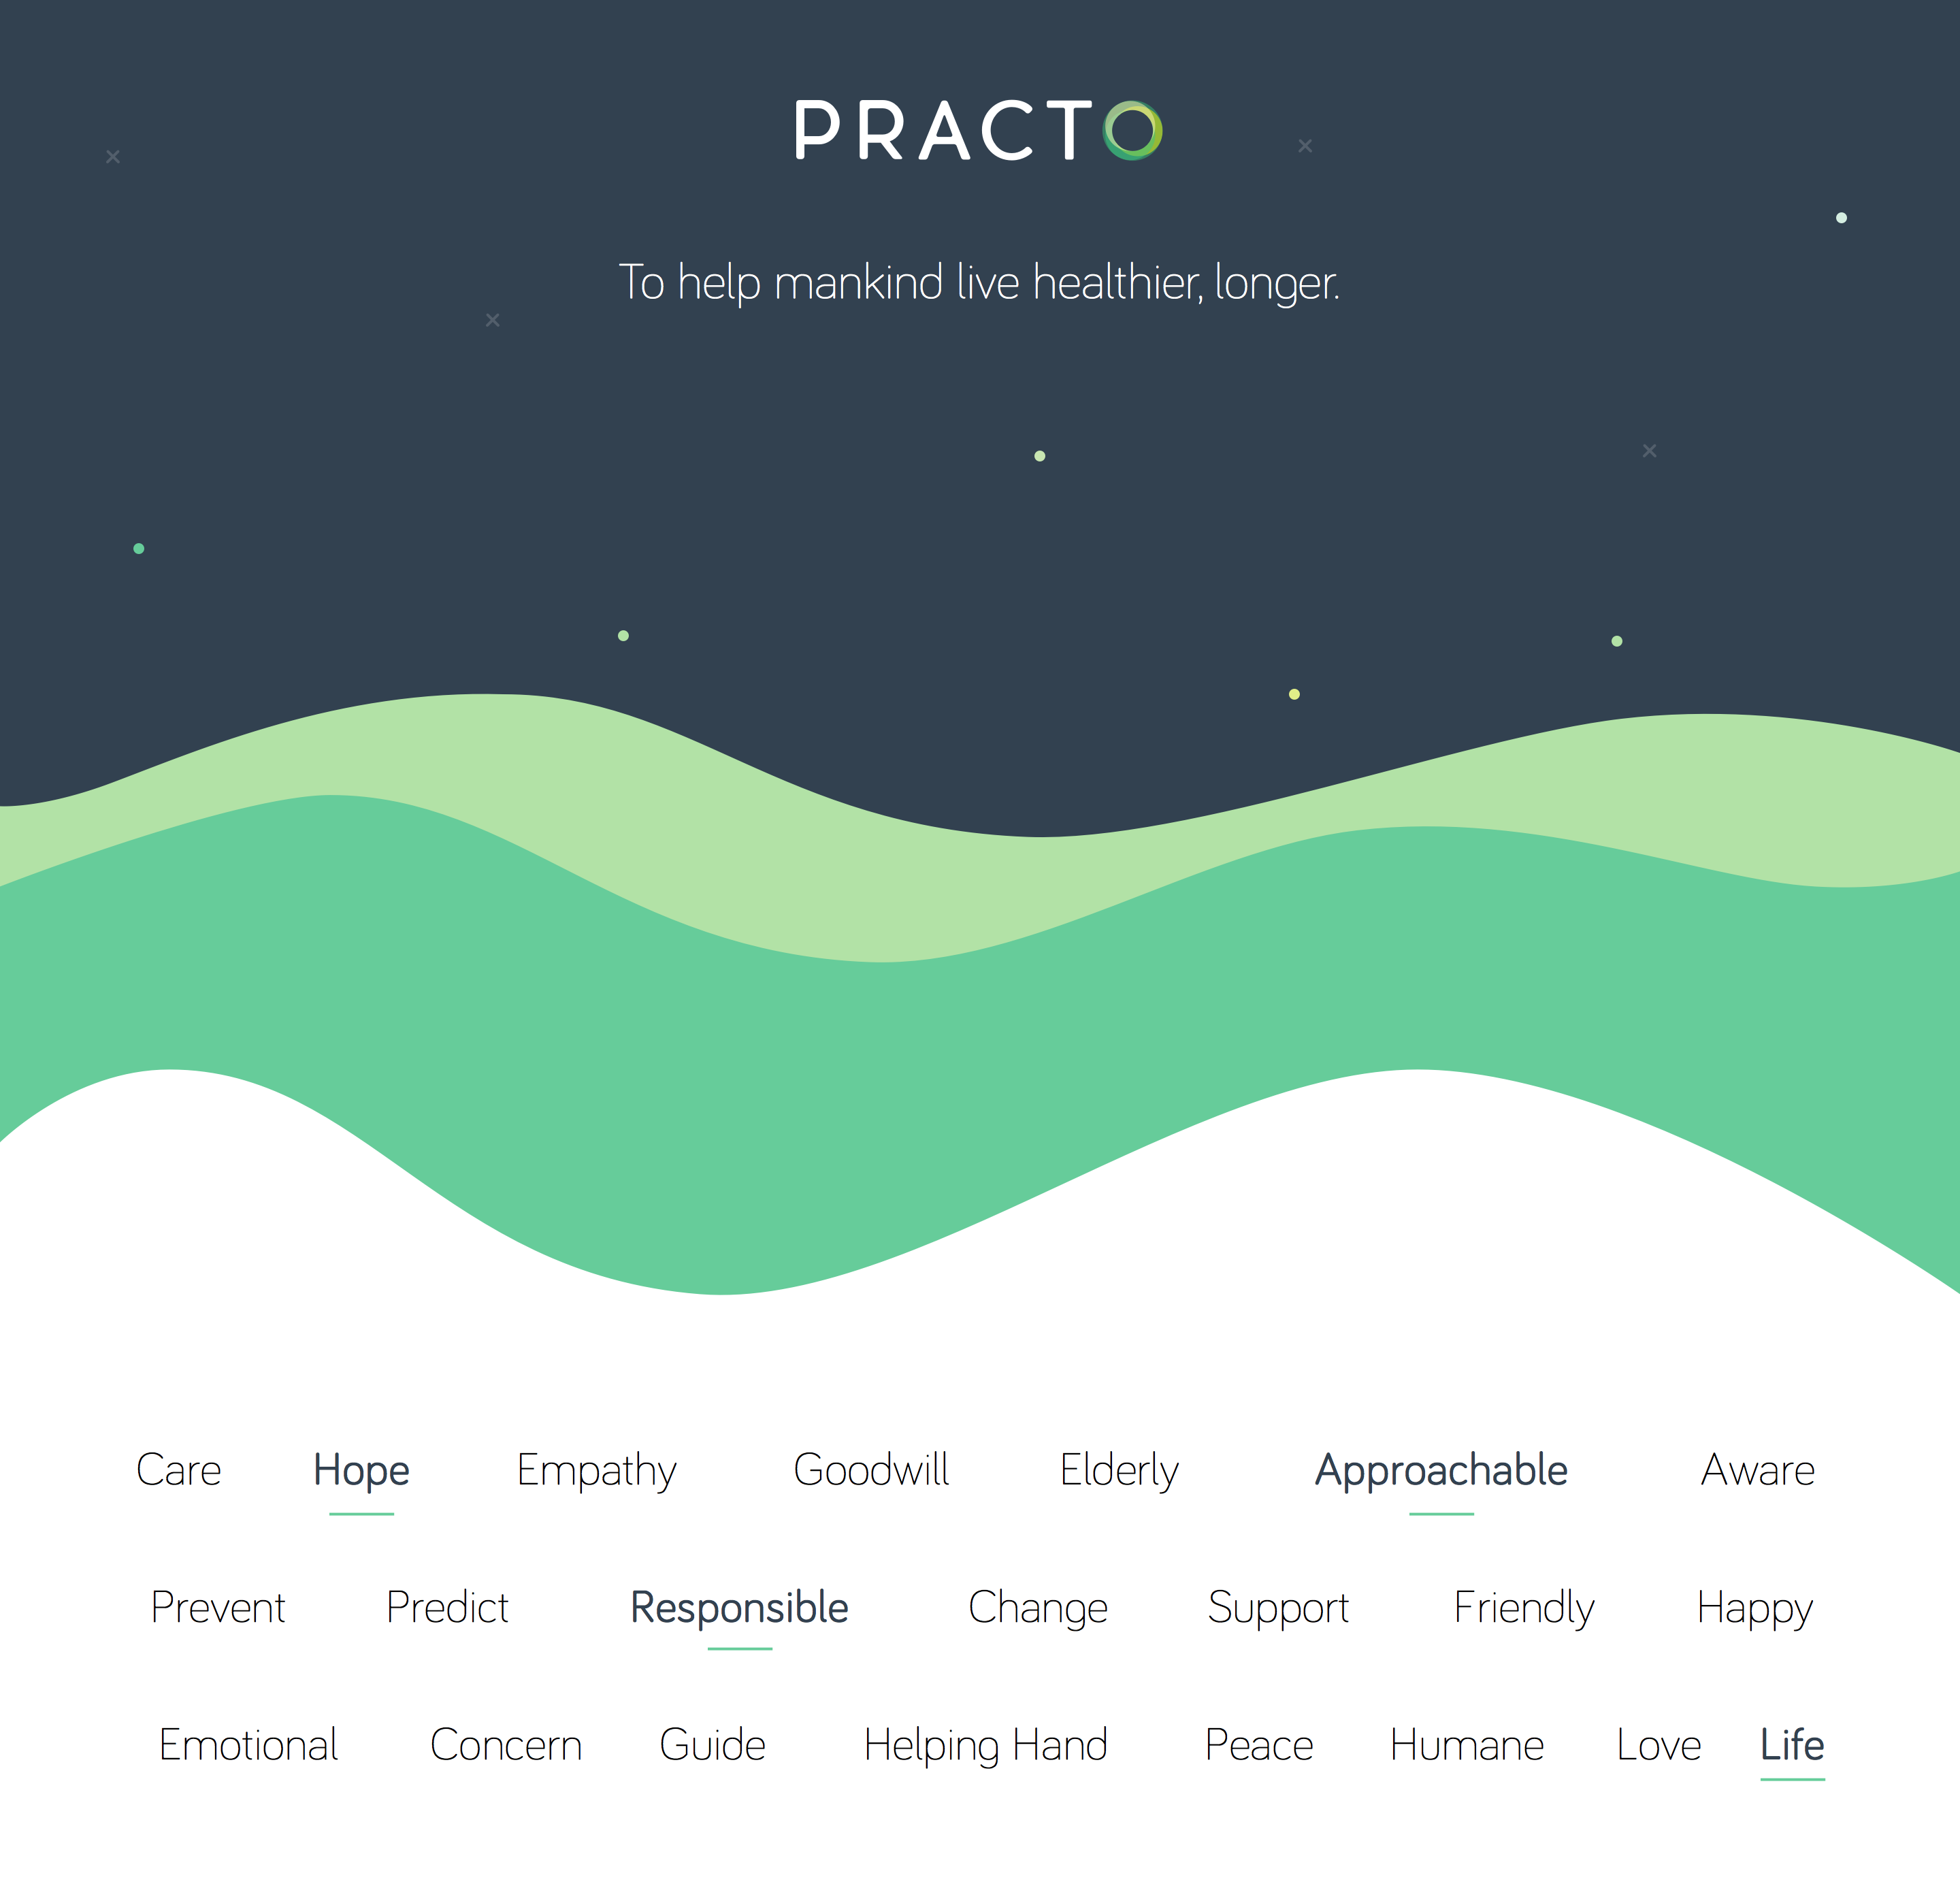 PRACTO
To help mankind live healthier, longer.
Care Hope Empathy Goodwill Elderly Approachable Aware
Prevent Predict Responsible Change Support Friendly Happy
Emotional Concern Guide Helping Hand Peace Humane Love Life